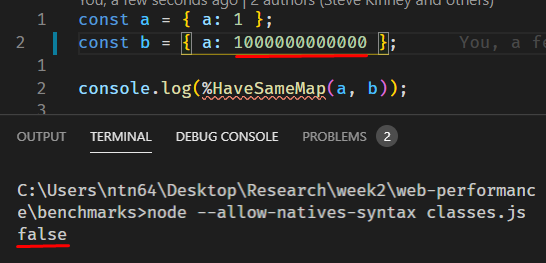 You, a few seconds ago | 2 authors (Steve Kinney and others)
1 const a = { a: 1 };
2 const b = { a: 1000000000000 }; You, a fe
1
2 console.log(%HaveSameMap(a, b));
3
OUTPUT TERMINAL DEBUG CONSOLE PROBLEMS 2
C:\Users\ntn64\Desktop\Research\week2\web-performanc
e\benchmarks>node --allow-natives-syntax classes.js
false